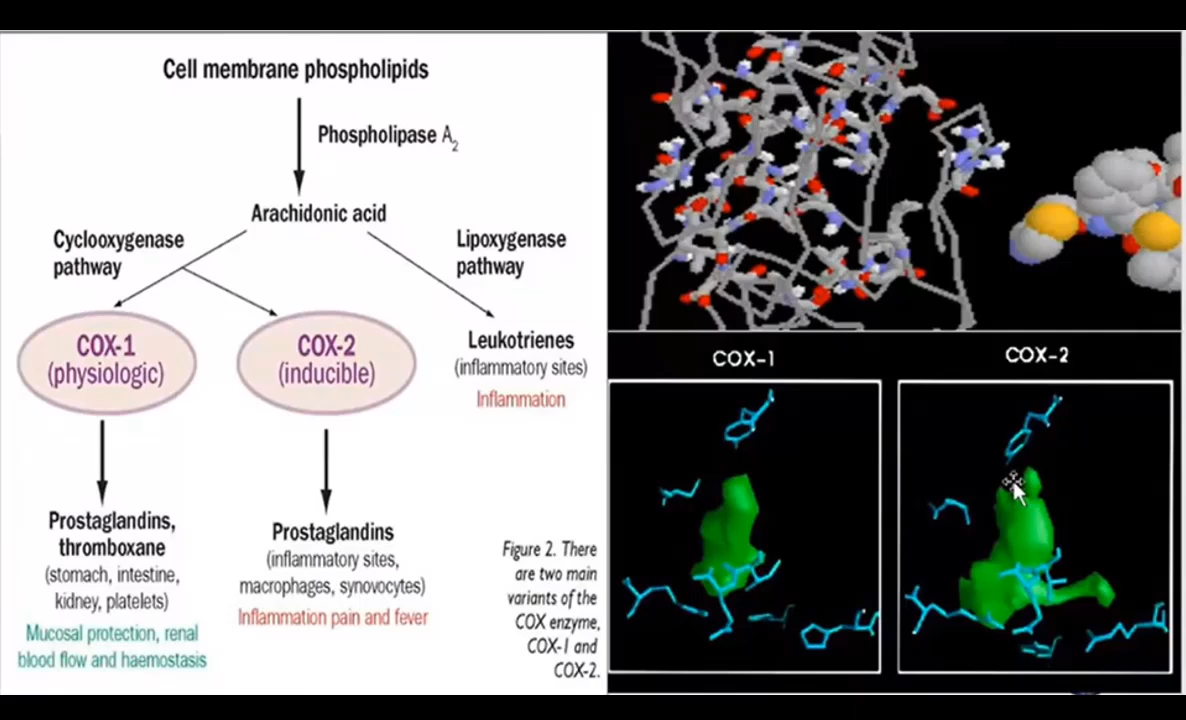 Cell membrane phospholipids
Phospholipase A2
Arachidonic acid
Cyclooxygenase
pathway
Lipoxygenase
pathway
COX-1
(physiologic)
COX-2
(inducible)
Leukotrienes
(inflammatory sites)
Inflammation
Prostaglandins,
thromboxane
(stomach, intestine,
kidney, platelets)
Mucosal protection, renal
blood flow and haemostasis
Prostaglandins
(inflammatory sites,
macrophages, synovocytes)
Inflammation pain and fever
Figure 2. There
are two main
variants of the
COX enzyme,
COX-1 and
COX-2.
COX-1
COX-2